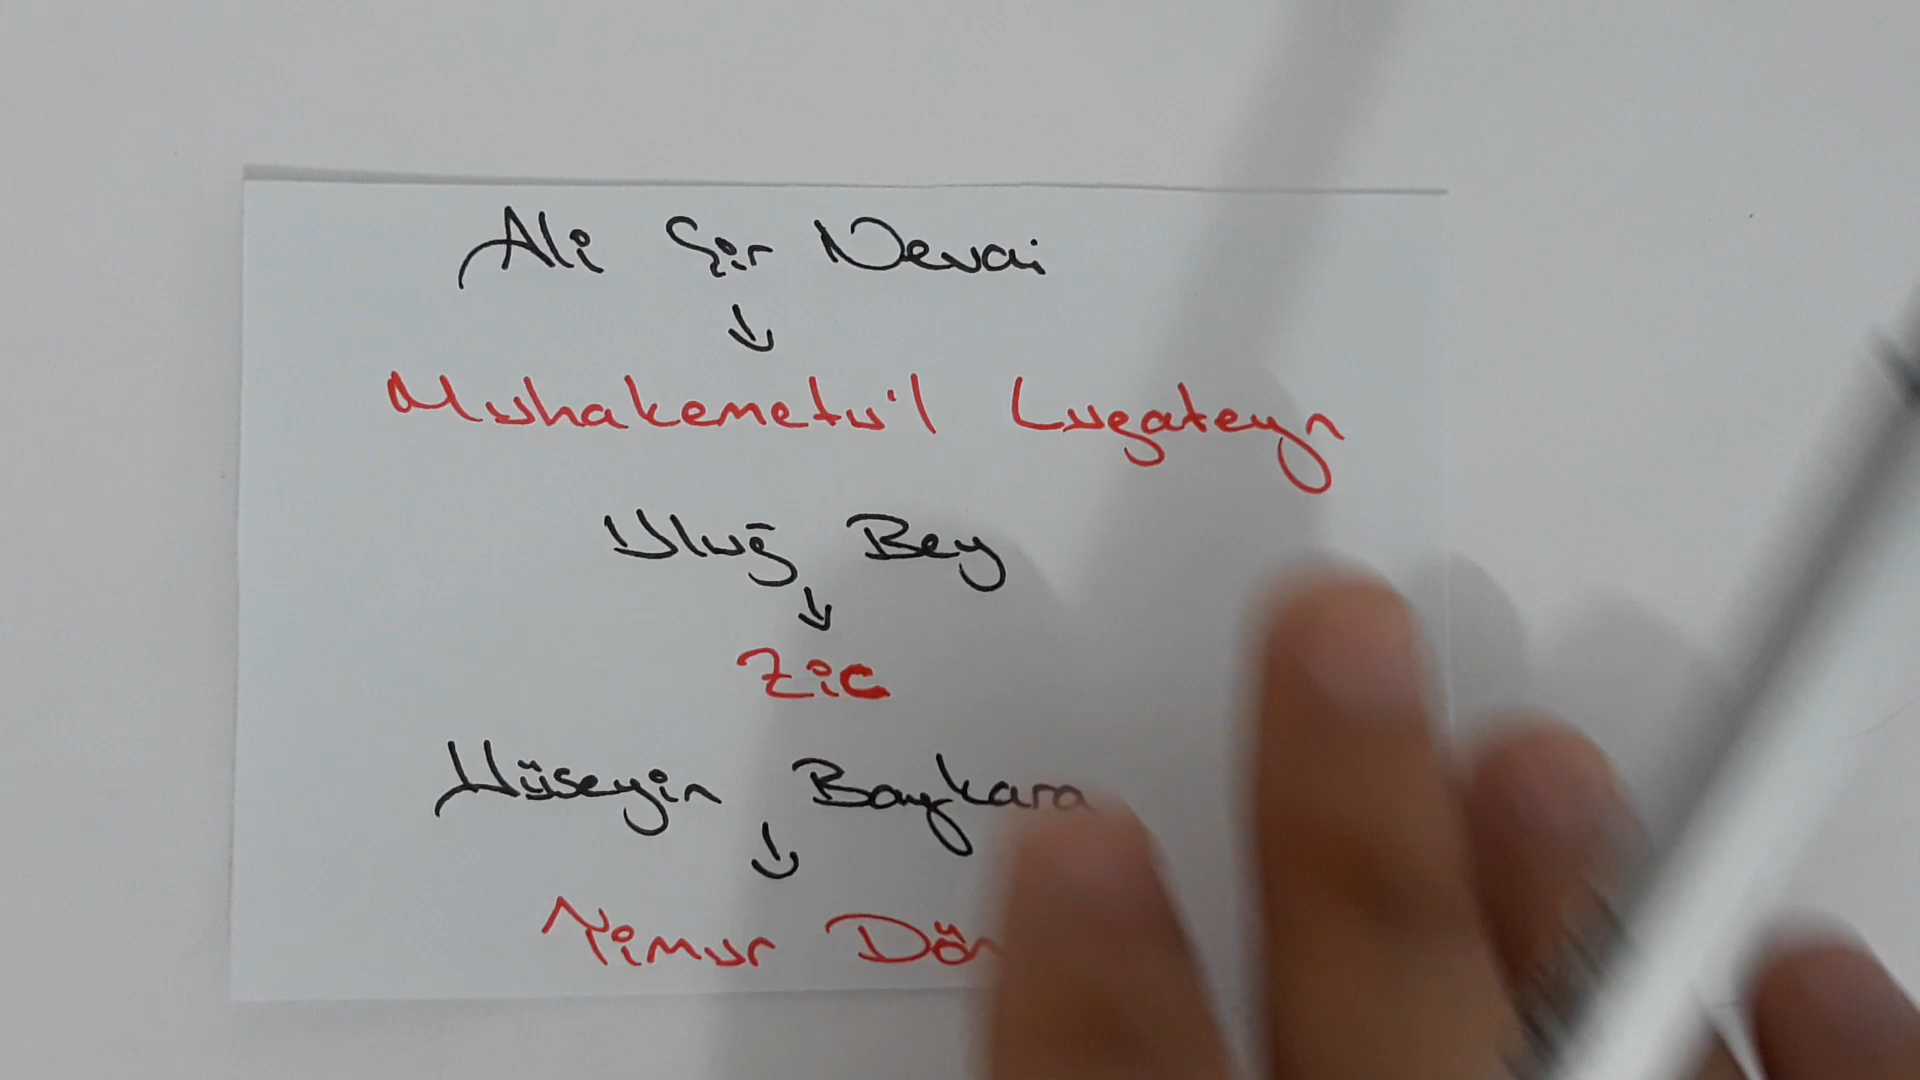 Ali Şir Nevai
↓
Muhakemetu'l Lugateyn
Uluğ Bey
↓
Zic
Hüseyin Baykara
↓
Timur